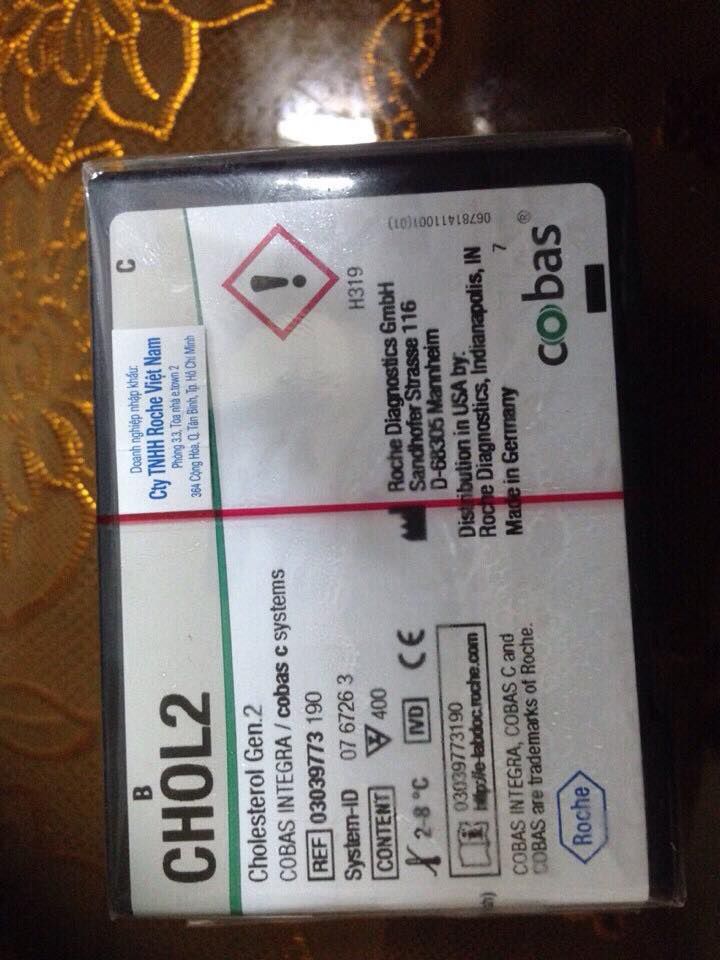 B
C
CHOL2
Doanh nghiệp nhập khẩu:
Cty TNHH Roche Việt Nam
Phòng 3.3, Tòa nhà e.town 2
364 Cộng Hòa, Q. Tân Bình, Tp. Hồ Chí Minh
Cholesterol Gen.2
COBAS INTEGRA / cobas c systems
REF 03039773 190
System-ID 07 6726 3
CONTENT 400
2-8 °C IVD CE
03039773190
http://e-labdoc.roche.com
COBAS INTEGRA, COBAS C and
COBAS are trademarks of Roche.
Roche
H319
Roche Diagnostics GmbH
Sandhofer Strasse 116
D-68305 Mannheim
Distribution in USA by:
Roche Diagnostics, Indianapolis, IN
Made in Germany
7
06781411001(01)
cobas®